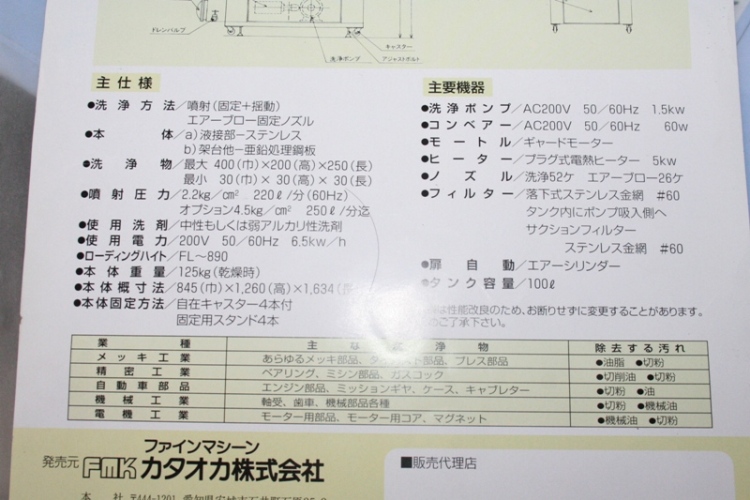 ドレンバルブ
キャスター
洗浄ポンプ
アジャストボルト
主仕様
●洗浄方法／噴射(固定+揺動)
エアーブロー固定ノズル
●本体／a)液接部ーステンレス
b)架台他ー亜鉛処理鋼板
●洗浄物／最大 400(巾)×200(高)×250(長)
最小 30(巾)× 30(高)× 30(長)
●噴射圧力／2.2kg／cm² 220ℓ/分(60Hz)
オプション4.5kg／cm² 250ℓ/分迄
●使用洗剤／中性もしくは弱アルカリ性洗剤
●使用電力／200V 50／60Hz 6.5kw／h
●ローディングハイト／FL〜890
●本体重量／125kg(乾燥時)
●本体概寸法／845(巾)×1,260(高)×1,634(長
●本体固定方法／自在キャスター4本付
固定用スタンド4本
主要機器
●洗浄ポンプ／AC200V 50／60Hz 1.5kw
●コンベアー／AC200V 50／60Hz 60w
●モートル／ギャードモーター
●ヒーター／プラグ式電熱ヒーター 5kw
●ノズル／洗浄52ケ エアーブロー26ケ
●フィルター／落下式ステンレス金網 #60
タンク内にポンプ吸入側へ
サクションフィルター
ステンレス金網 #60
●扉自動／エアーシリンダー
●タンク容量／100ℓ
は性能改良のため、お断りせずに変更することがあります。
ご了承下さい。
業種 主な 浄物 除去する汚れ
メッキ工業 あらゆるメッキ部品、ダイカスト部品、プレス部品 ●油脂 ●切粉
精密工業 ベアリング、ミシン部品、ガスコック ●切削油 ●切粉
自動車部品 エンジン部品、ミッションギヤ、ケース、キャブレター ●切粉 ●油
機械工業 軸受、歯車、機械部品各種 ●切粉 ●機械油
電機工業 モーター用部品、モーター用コア、マグネット ●機械油 ●切粉
ファインマシーン
発売元 FMK カタオカ株式会社
■販売代理店
本社 〒444-1201